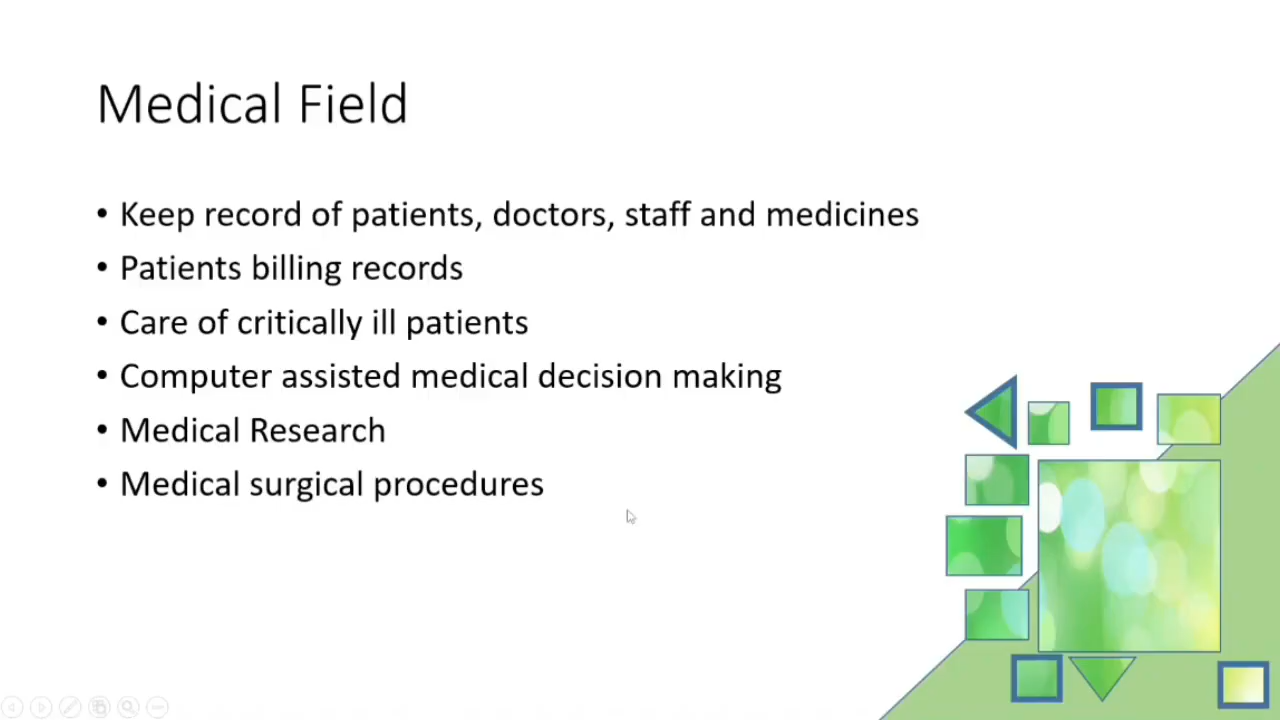 Medical Field
• Keep record of patients, doctors, staff and medicines
• Patients billing records
• Care of critically ill patients
• Computer assisted medical decision making
• Medical Research
• Medical surgical procedures